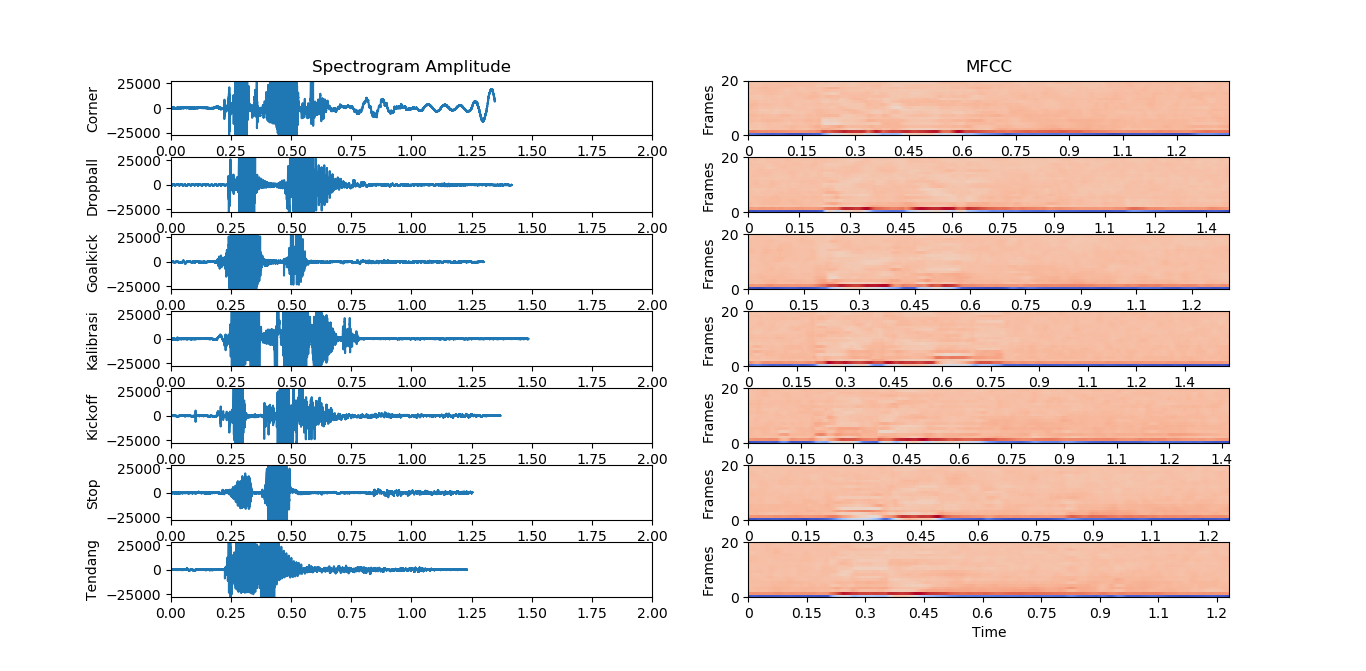 Spectrogram Amplitude MFCC
25000 20
Corner 0 Frames
−25000 0
0.00 0.25 0.50 0.75 1.00 1.25 1.50 1.75 2.00 0 0.15 0.3 0.45 0.6 0.75 0.9 1.1 1.2
25000 20
Dropball 0 Frames
−25000 0
0.00 0.25 0.50 0.75 1.00 1.25 1.50 1.75 2.00 0 0.15 0.3 0.45 0.6 0.75 0.9 1.1 1.2 1.4
25000 20
Goalkick 0 Frames
−25000 0
0.00 0.25 0.50 0.75 1.00 1.25 1.50 1.75 2.00 0 0.15 0.3 0.45 0.6 0.75 0.9 1.1 1.2
25000 20
Kalibrasi 0 Frames
−25000 0
0.00 0.25 0.50 0.75 1.00 1.25 1.50 1.75 2.00 0 0.15 0.3 0.45 0.6 0.75 0.9 1.1 1.2 1.4
25000 20
Kickoff 0 Frames
−25000 0
0.00 0.25 0.50 0.75 1.00 1.25 1.50 1.75 2.00 0 0.15 0.3 0.45 0.6 0.75 0.9 1.1 1.2 1.4
25000 20
Stop 0 Frames
−25000 0
0.00 0.25 0.50 0.75 1.00 1.25 1.50 1.75 2.00 0 0.15 0.3 0.45 0.6 0.75 0.9 1.1 1.2
25000 20
Tendang 0 Frames
−25000 0
0.00 0.25 0.50 0.75 1.00 1.25 1.50 1.75 2.00 0 0.15 0.3 0.45 0.6 0.75 0.9 1.1 1.2
Time